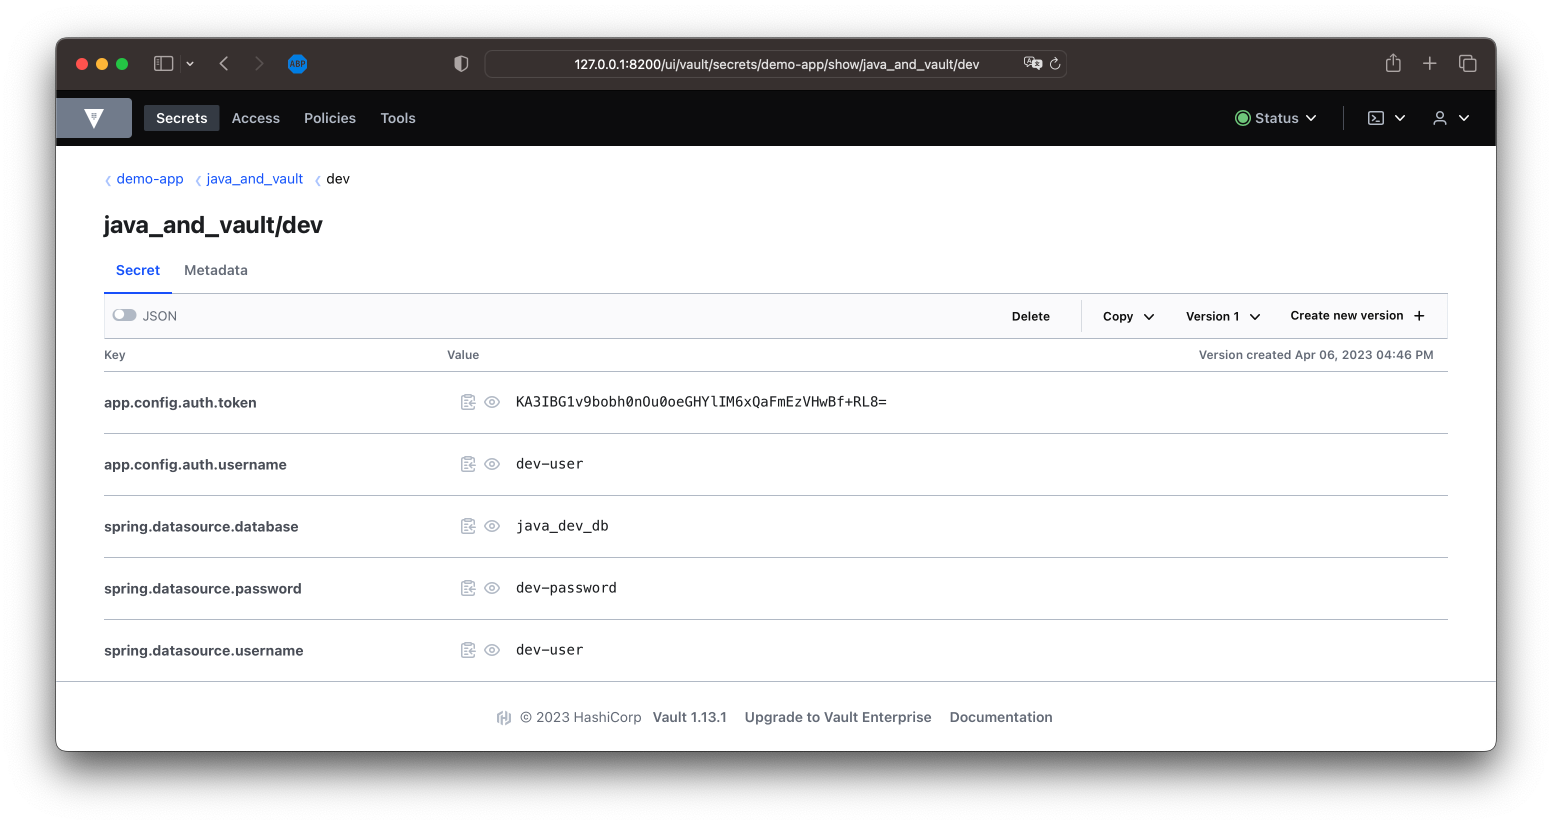 ABP
127.0.0.1:8200/ui/vault/secrets/demo-app/show/java_and_vault/dev
Secrets Access Policies Tools Status
demo-app java_and_vault dev
java_and_vault/dev
Secret Metadata
JSON Delete Copy Version 1 Create new version
Key Value Version created Apr 06, 2023 04:46 PM
app.config.auth.token KA3IBG1v9bobh0nOu0oeGHYlIM6xQaFmEzVHwBf+RL8=
app.config.auth.username dev-user
spring.datasource.database java_dev_db
spring.datasource.password dev-password
spring.datasource.username dev-user
© 2023 HashiCorp Vault 1.13.1 Upgrade to Vault Enterprise Documentation